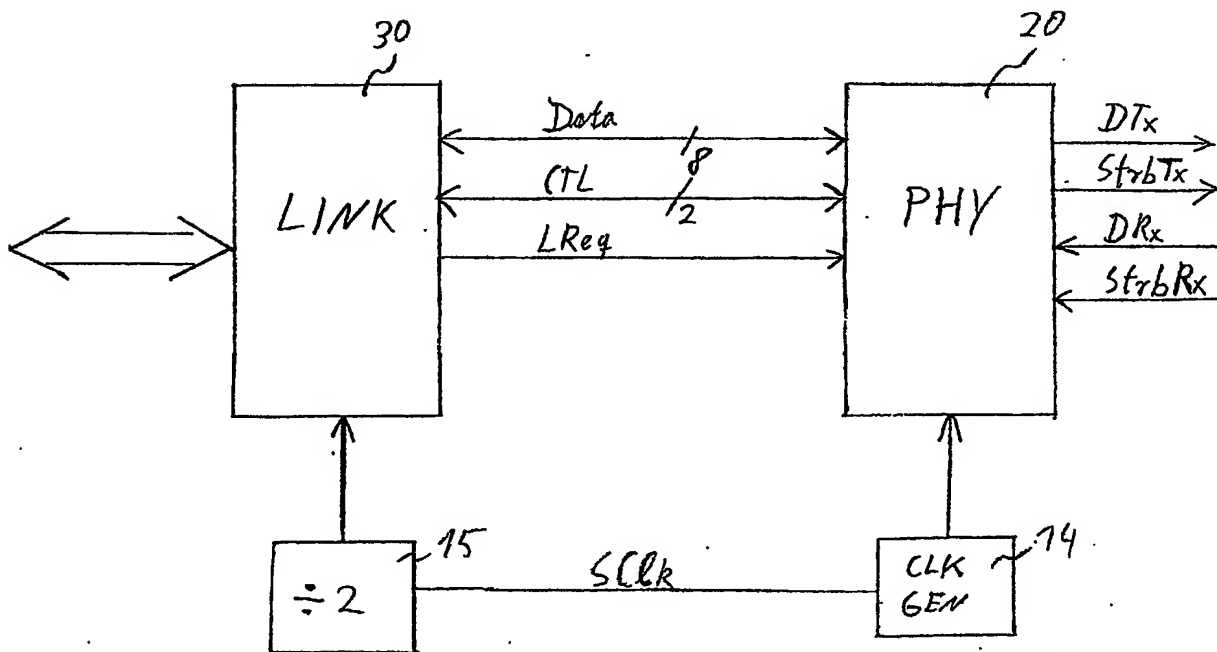 30
20
Data
8
DTx
StrbTx
CTL
2
LINK
PHY
LReq
DRx
StrbRx
15
14
÷2
SClk
CLK
GEN